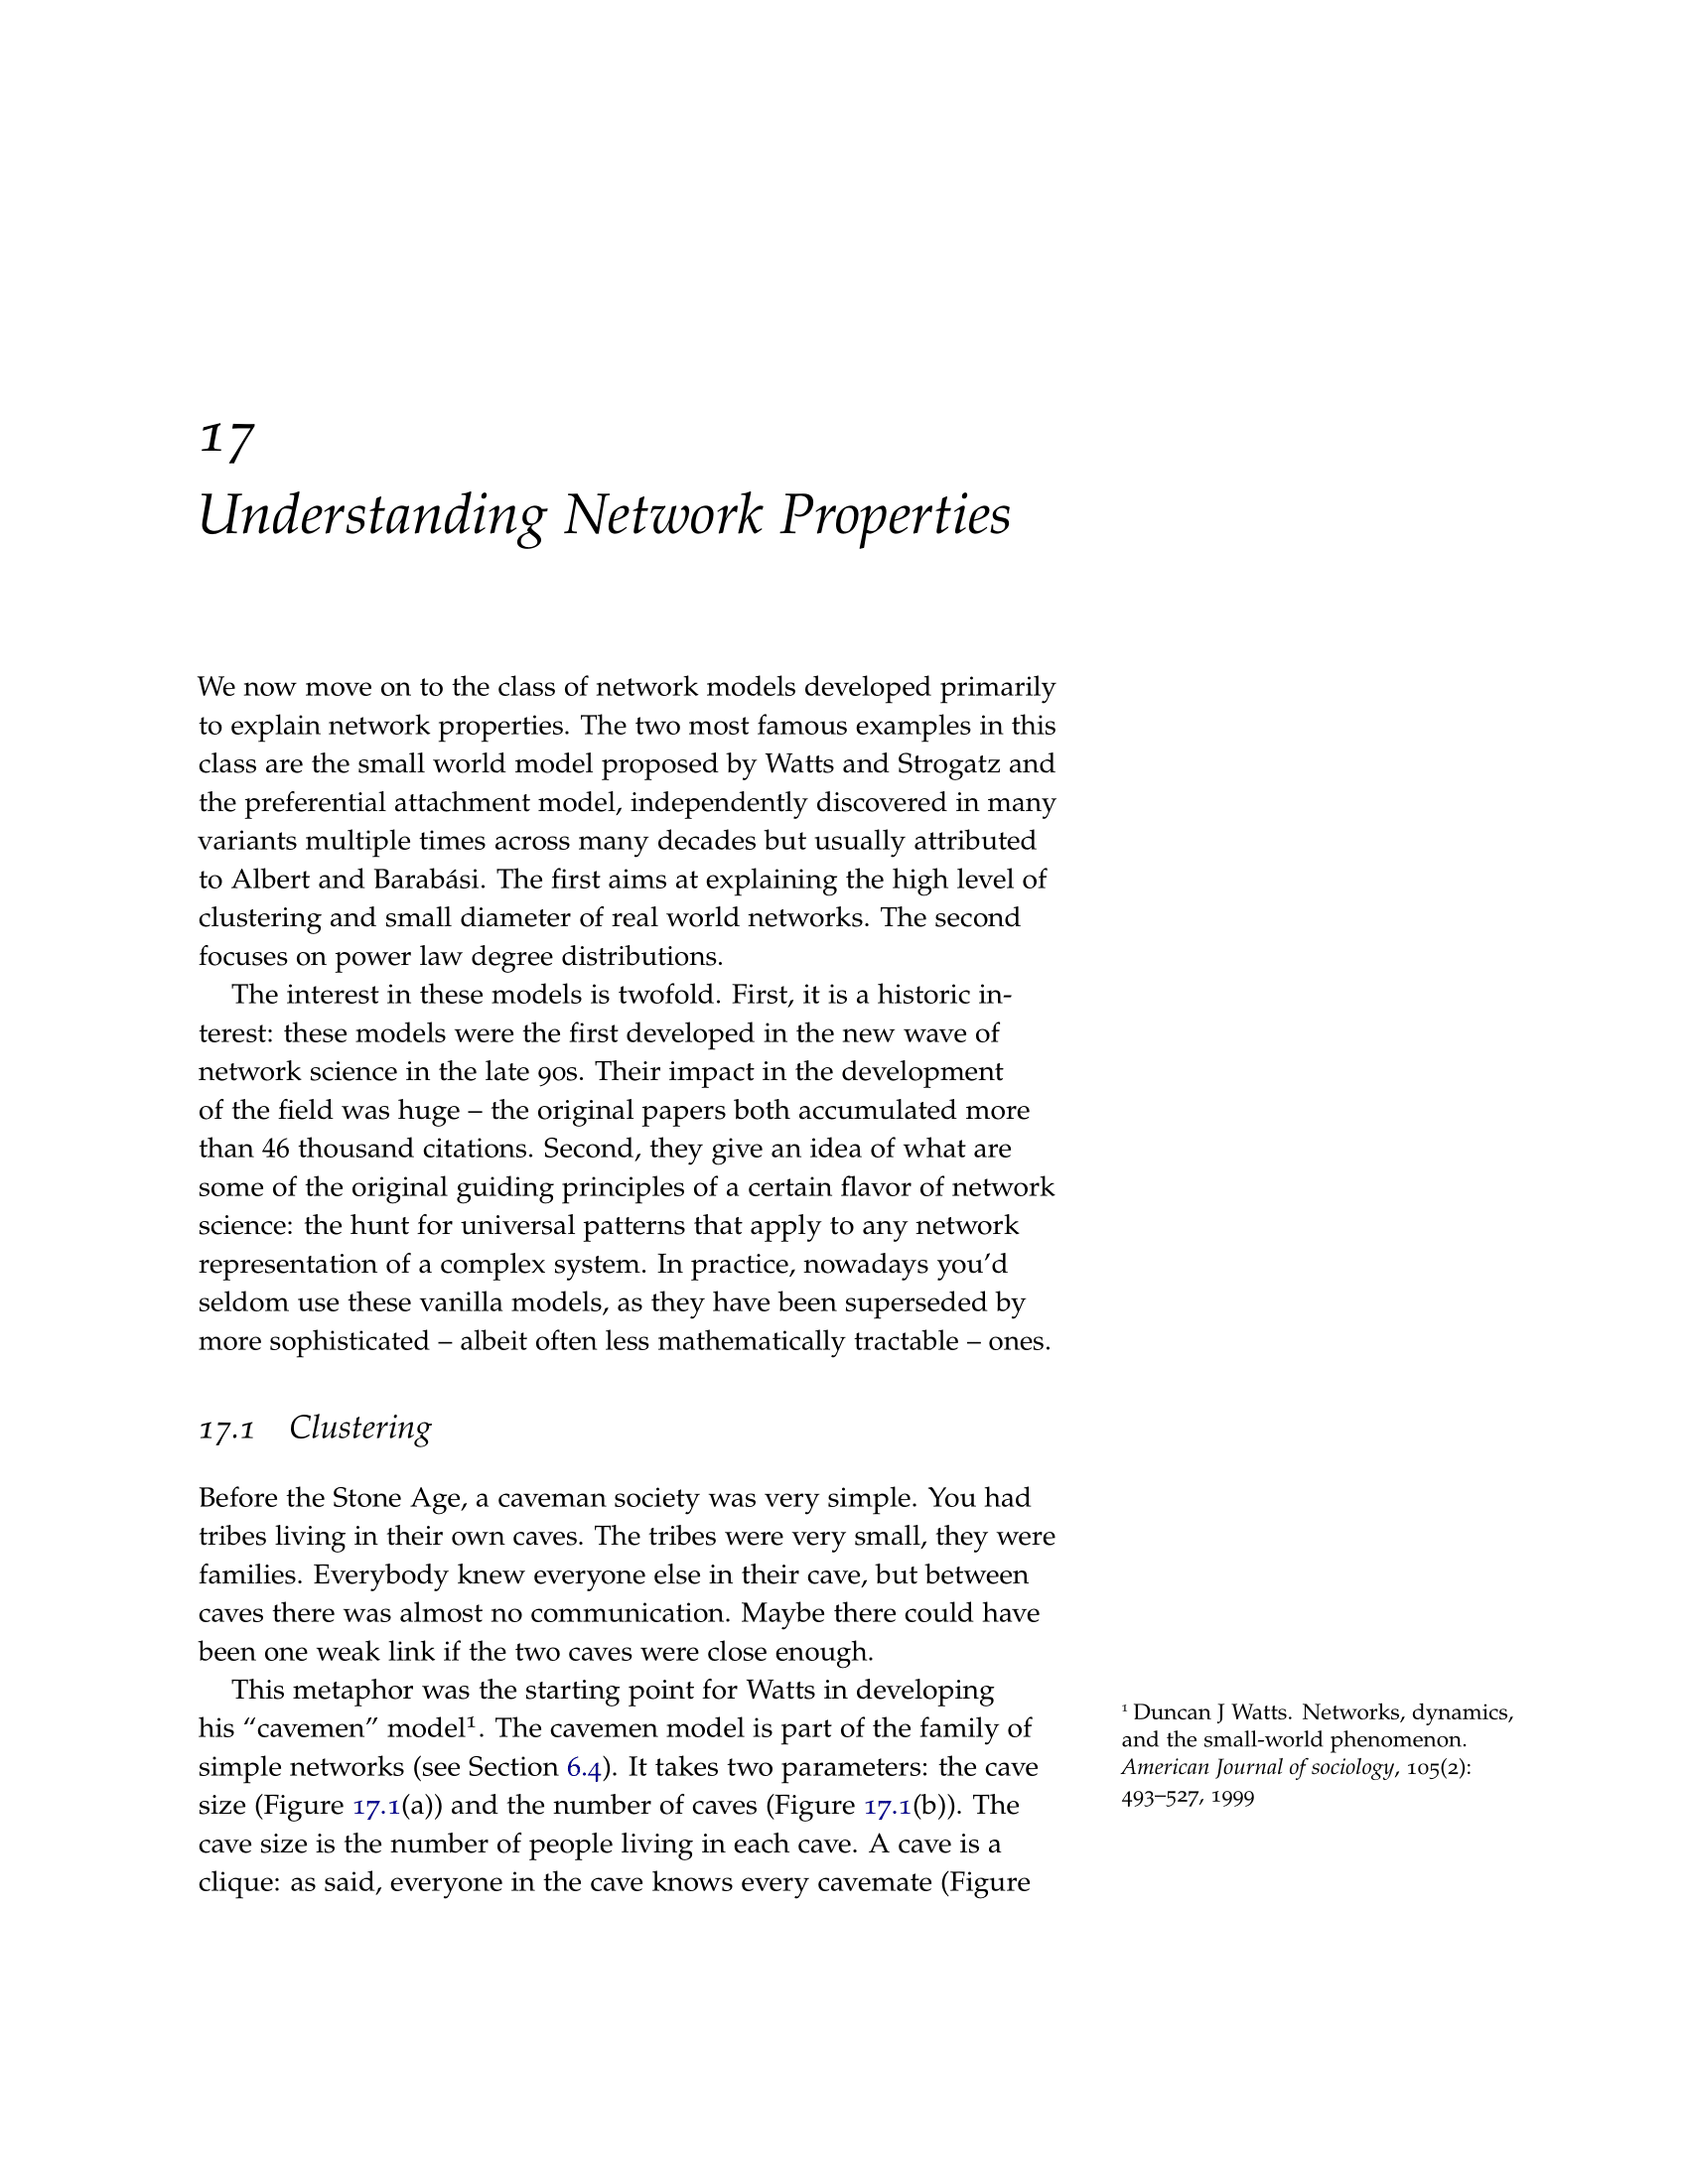 17
Understanding Network Properties
We now move on to the class of network models developed primarily
to explain network properties. The two most famous examples in this
class are the small world model proposed by Watts and Strogatz and
the preferential attachment model, independently discovered in many
variants multiple times across many decades but usually attributed
to Albert and Barabási. The first aims at explaining the high level of
clustering and small diameter of real world networks. The second
focuses on power law degree distributions.
The interest in these models is twofold. First, it is a historic in-
terest: these models were the first developed in the new wave of
network science in the late 90s. Their impact in the development
of the field was huge – the original papers both accumulated more
than 46 thousand citations. Second, they give an idea of what are
some of the original guiding principles of a certain flavor of network
science: the hunt for universal patterns that apply to any network
representation of a complex system. In practice, nowadays you’d
seldom use these vanilla models, as they have been superseded by
more sophisticated – albeit often less mathematically tractable – ones.
17.1 Clustering
Before the Stone Age, a caveman society was very simple. You had
tribes living in their own caves. The tribes were very small, they were
families. Everybody knew everyone else in their cave, but between
caves there was almost no communication. Maybe there could have
been one weak link if the two caves were close enough.
This metaphor was the starting point for Watts in developing
his “cavemen” model¹. The cavemen model is part of the family of
simple networks (see Section 6.4). It takes two parameters: the cave
size (Figure 17.1(a)) and the number of caves (Figure 17.1(b)). The
cave size is the number of people living in each cave. A cave is a
clique: as said, everyone in the cave knows every cavemate (Figure
¹ Duncan J Watts. Networks, dynamics,
and the small-world phenomenon.
American Journal of sociology, 105(2):
493–527, 1999